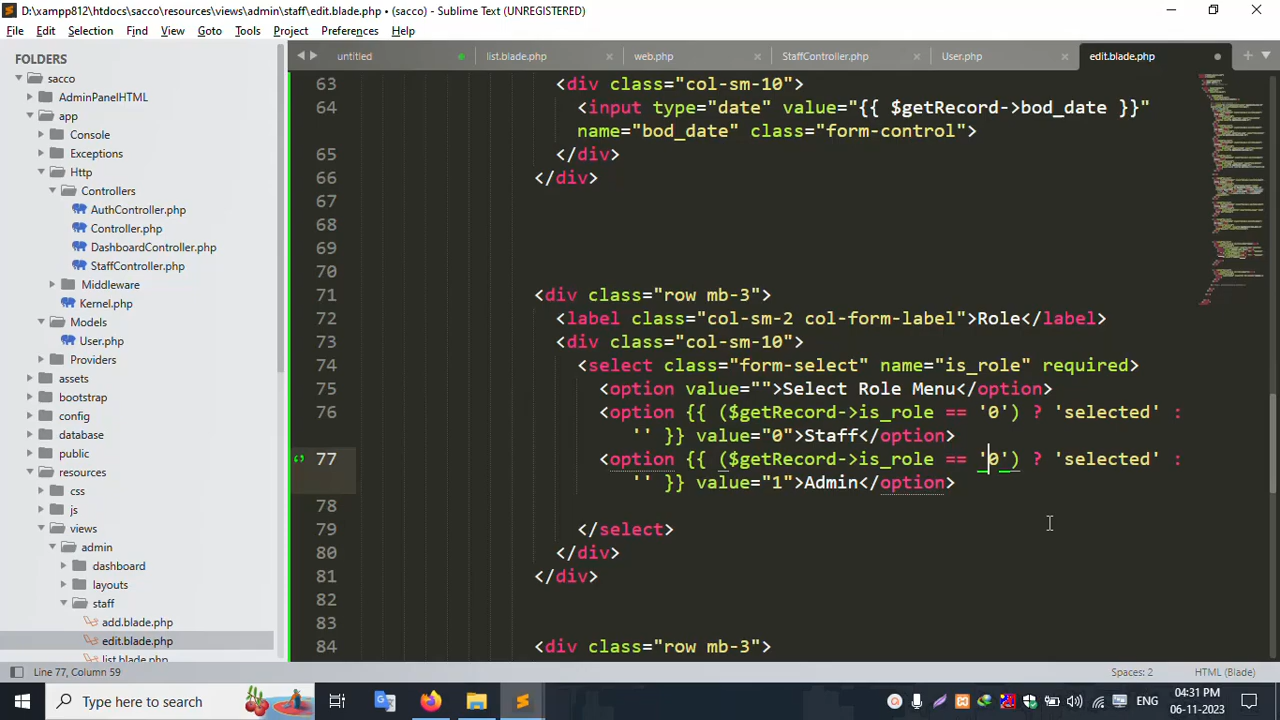 D:\xampp812\htdocs\sacco\resources\views\admin\staff\edit.blade.php • (sacco) - Sublime Text (UNREGISTERED)
File Edit Selection Find View Goto Tools Project Preferences Help
FOLDERS
sacco
AdminPanelHTML
app
Console
Exceptions
Http
Controllers
AuthController.php
Controller.php
DashboardController.php
StaffController.php
Middleware
Kernel.php
Models
User.php
Providers
assets
bootstrap
config
database
public
resources
css
js
views
admin
dashboard
layouts
staff
add.blade.php
edit.blade.php
list.blade.php
untitled list.blade.php web.php StaffController.php User.php edit.blade.php
63 <div class="col-sm-10">
64 <input type="date" value="{{ $getRecord->bod_date }}"
name="bod_date" class="form-control">
65 </div>
66 </div>
67
68
69
70
71 <div class="row mb-3">
72 <label class="col-sm-2 col-form-label">Role</label>
73 <div class="col-sm-10">
74 <select class="form-select" name="is_role" required>
75 <option value="">Select Role Menu</option>
76 <option {{ ($getRecord->is_role == '0') ? 'selected' :
'' }} value="0">Staff</option>
77 <option {{ ($getRecord->is_role == '0') ? 'selected' :
'' }} value="1">Admin</option>
78
79 </select>
80 </div>
81 </div>
82
83
84 <div class="row mb-3">
Line 77, Column 59 Spaces: 2 HTML (Blade)
Type here to search
ENG
04:31 PM
06-11-2023